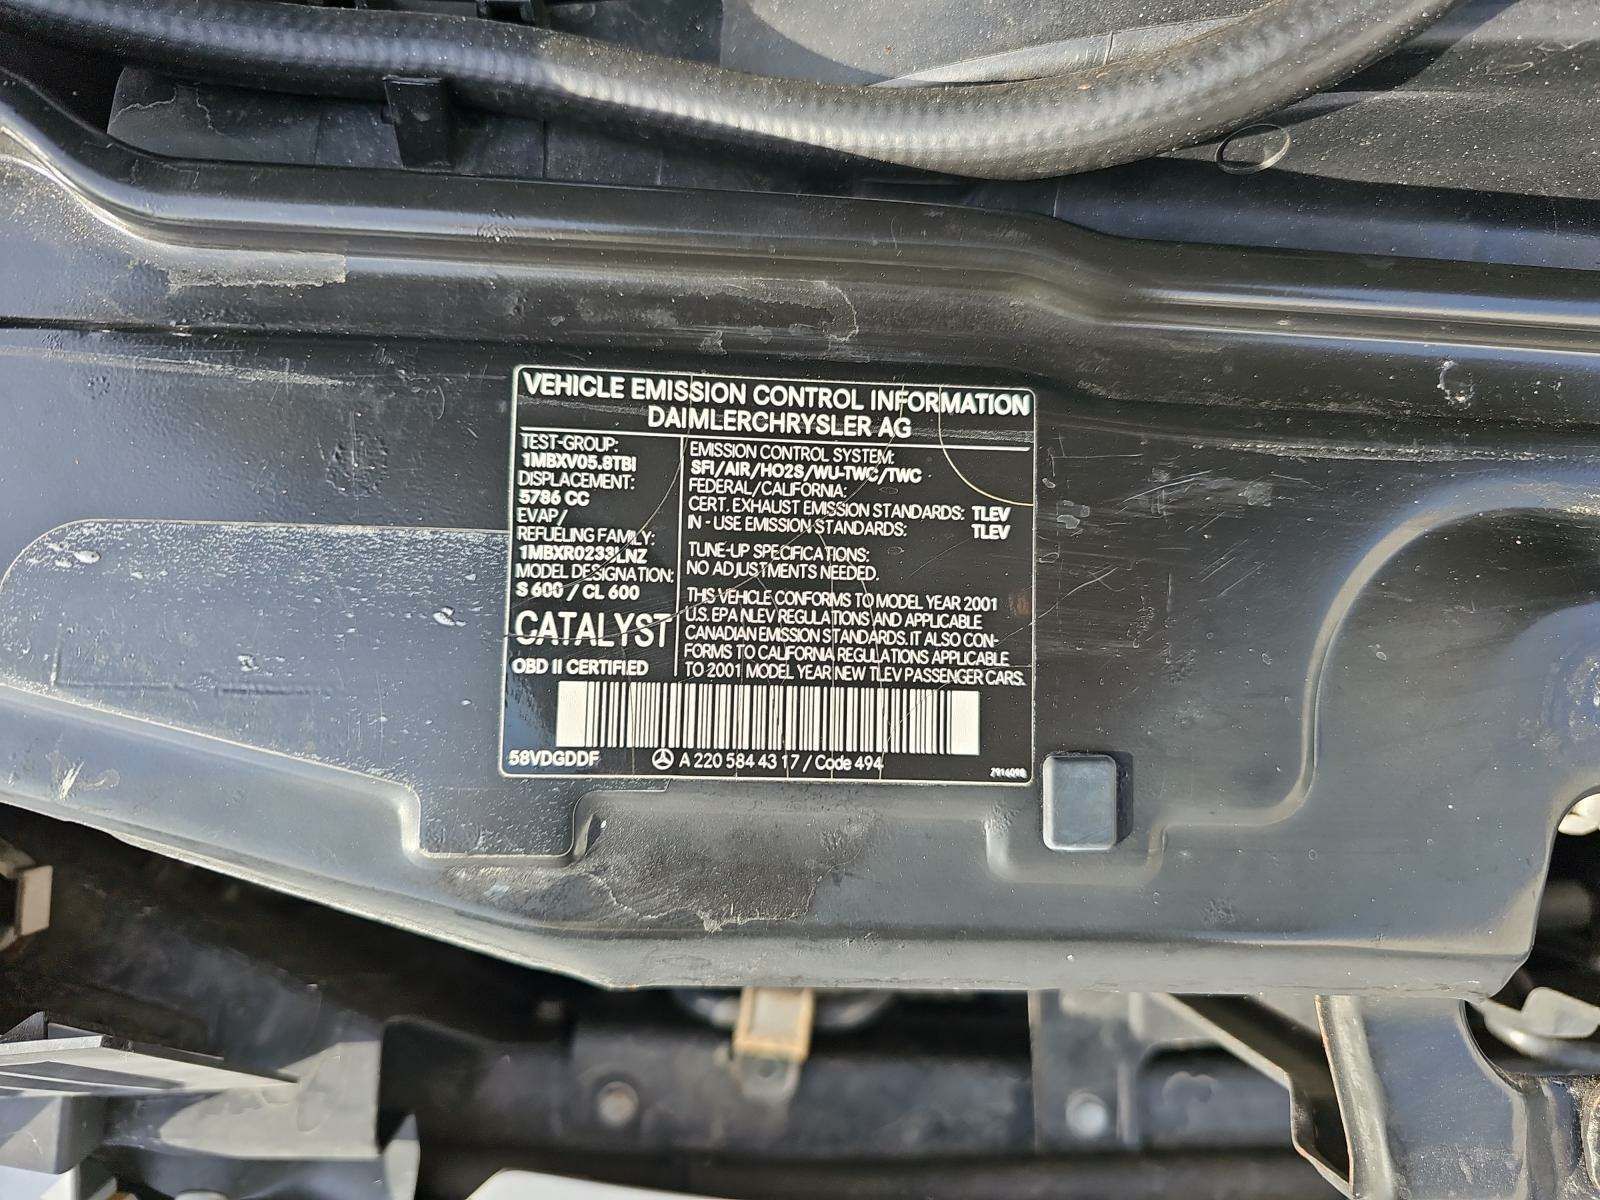 VEHICLE EMISSION CONTROL INFORMATION
DAIMLERCHRYSLER AG
TEST-GROUP:
1MBXV05.8TBI
DISPLACEMENT:
5786 CC
EVAP/
REFUELING FAMILY:
1MBXR0233LNZ
MODEL DESIGNATION:
S 600 / CL 600
CATALYST
OBD II CERTIFIED
EMISSION CONTROL SYSTEM:
SFI/AIR/HO2S/WU-TWC/TWC
FEDERAL/CALIFORNIA:
CERT. EXHAUST EMISSION STANDARDS: TLEV
IN - USE EMISSION STANDARDS: TLEV
TUNE-UP SPECIFICATIONS:
NO ADJUSTMENTS NEEDED.
THIS VEHICLE CONFORMS TO MODEL YEAR 2001
U.S. EPA NLEV REGULATIONS AND APPLICABLE
CANADIAN EMISSION STANDARDS. IT ALSO CON-
FORMS TO CALIFORNIA REGULATIONS APPLICABLE
TO 2001 MODEL YEAR NEW TLEV PASSENGER CARS.
58VDGDDF
A 220 584 43 17 / Code 494